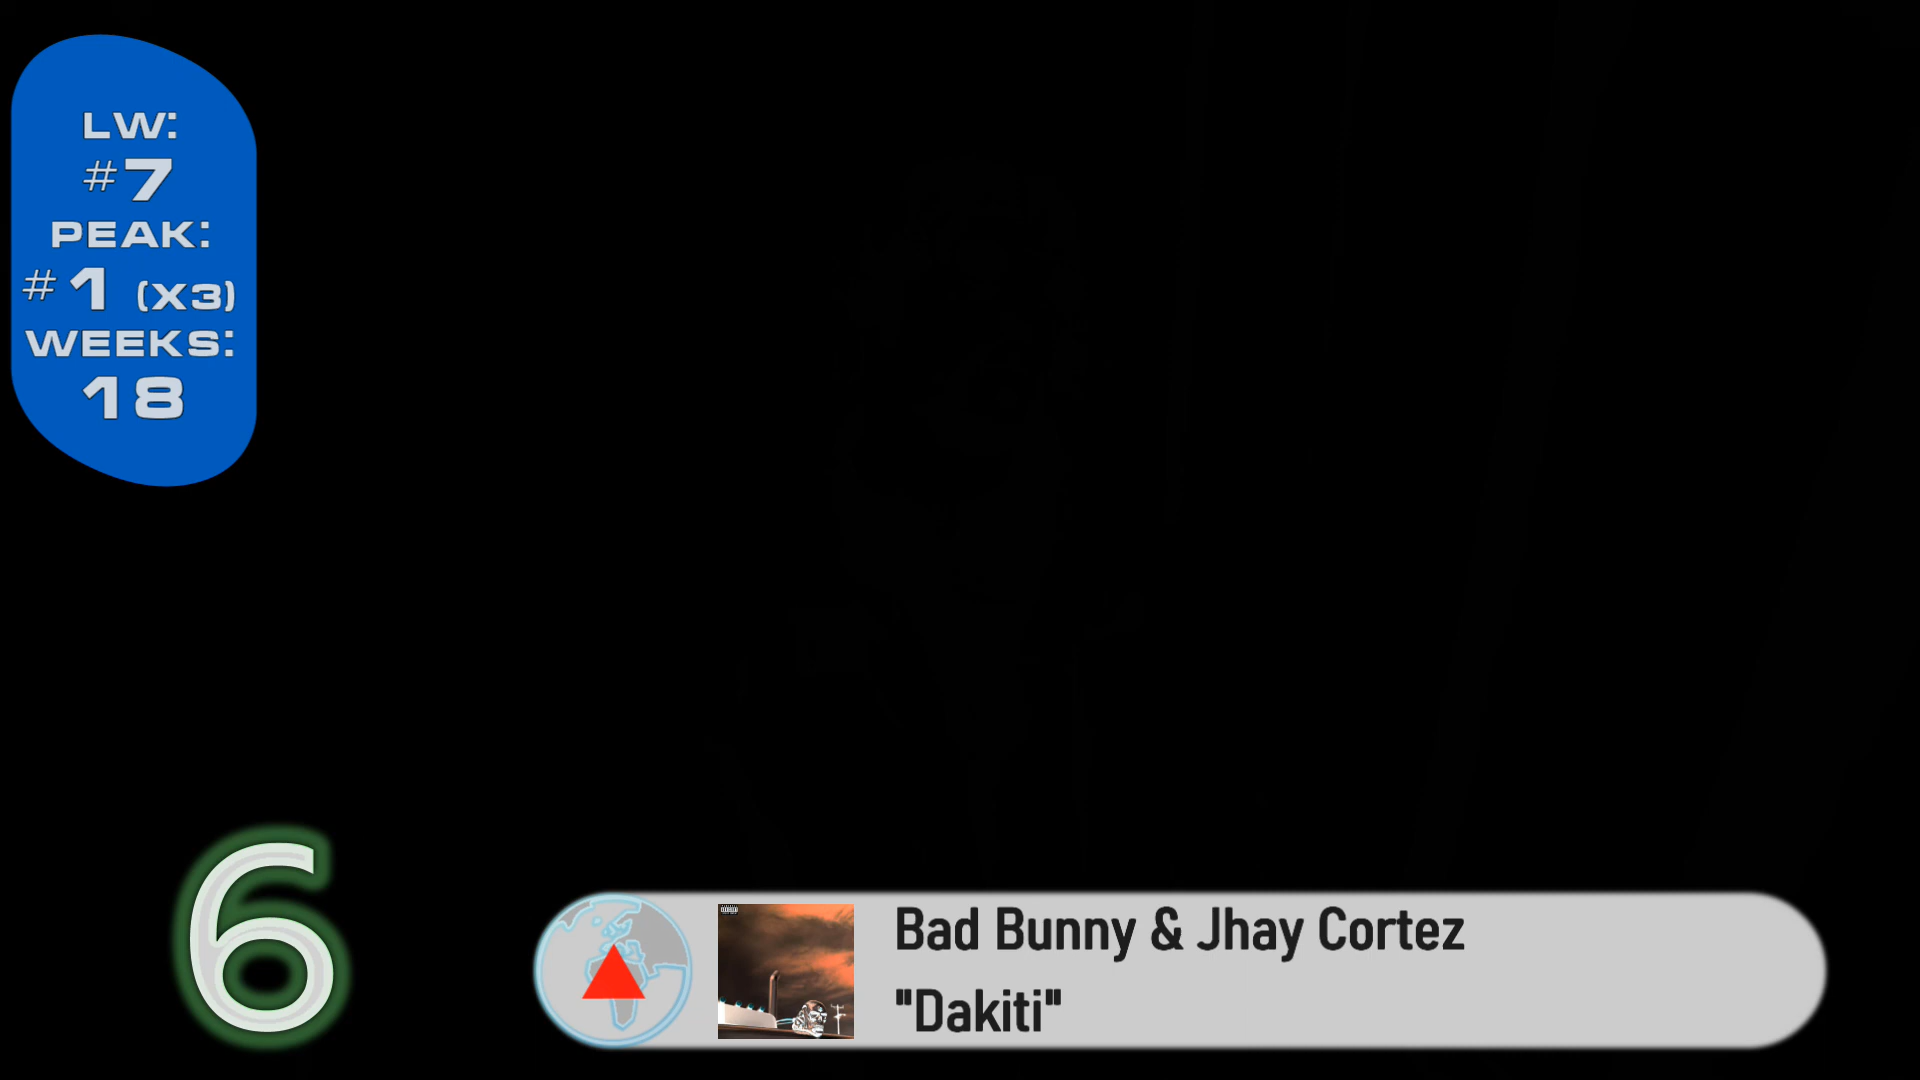 LW:
#7
PEAK:
#1 (X3)
WEEKS:
18
6
Bad Bunny & Jhay Cortez
"Dakiti"